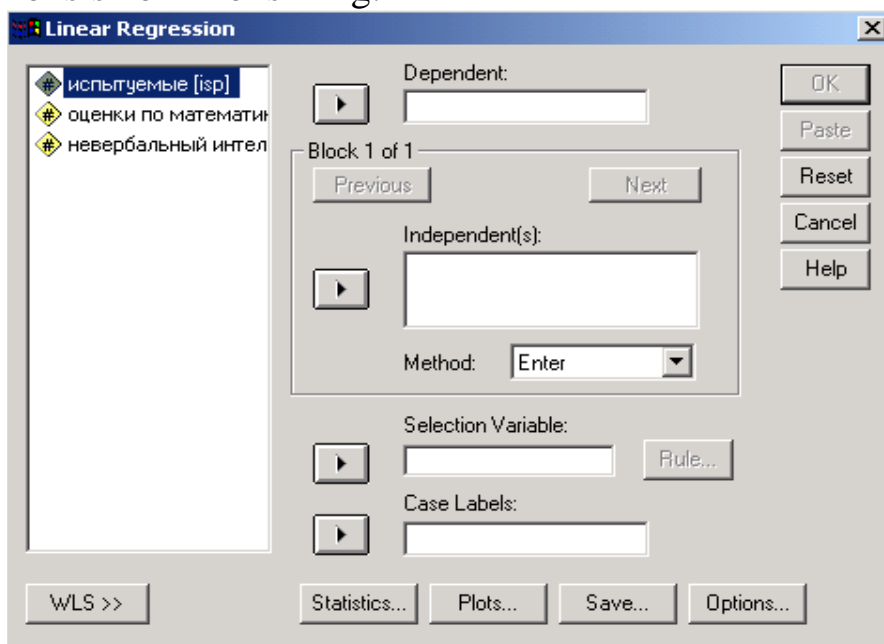 Linear Regression
испытуемые [isp]
оценки по математи
невербальный интел
Dependent:
OK
Paste
Reset
Cancel
Help
Block 1 of 1
Previous
Next
Independent(s):
Method:
Enter
Selection Variable:
Rule...
Case Labels:
WLS >>
Statistics...
Plots...
Save...
Options...